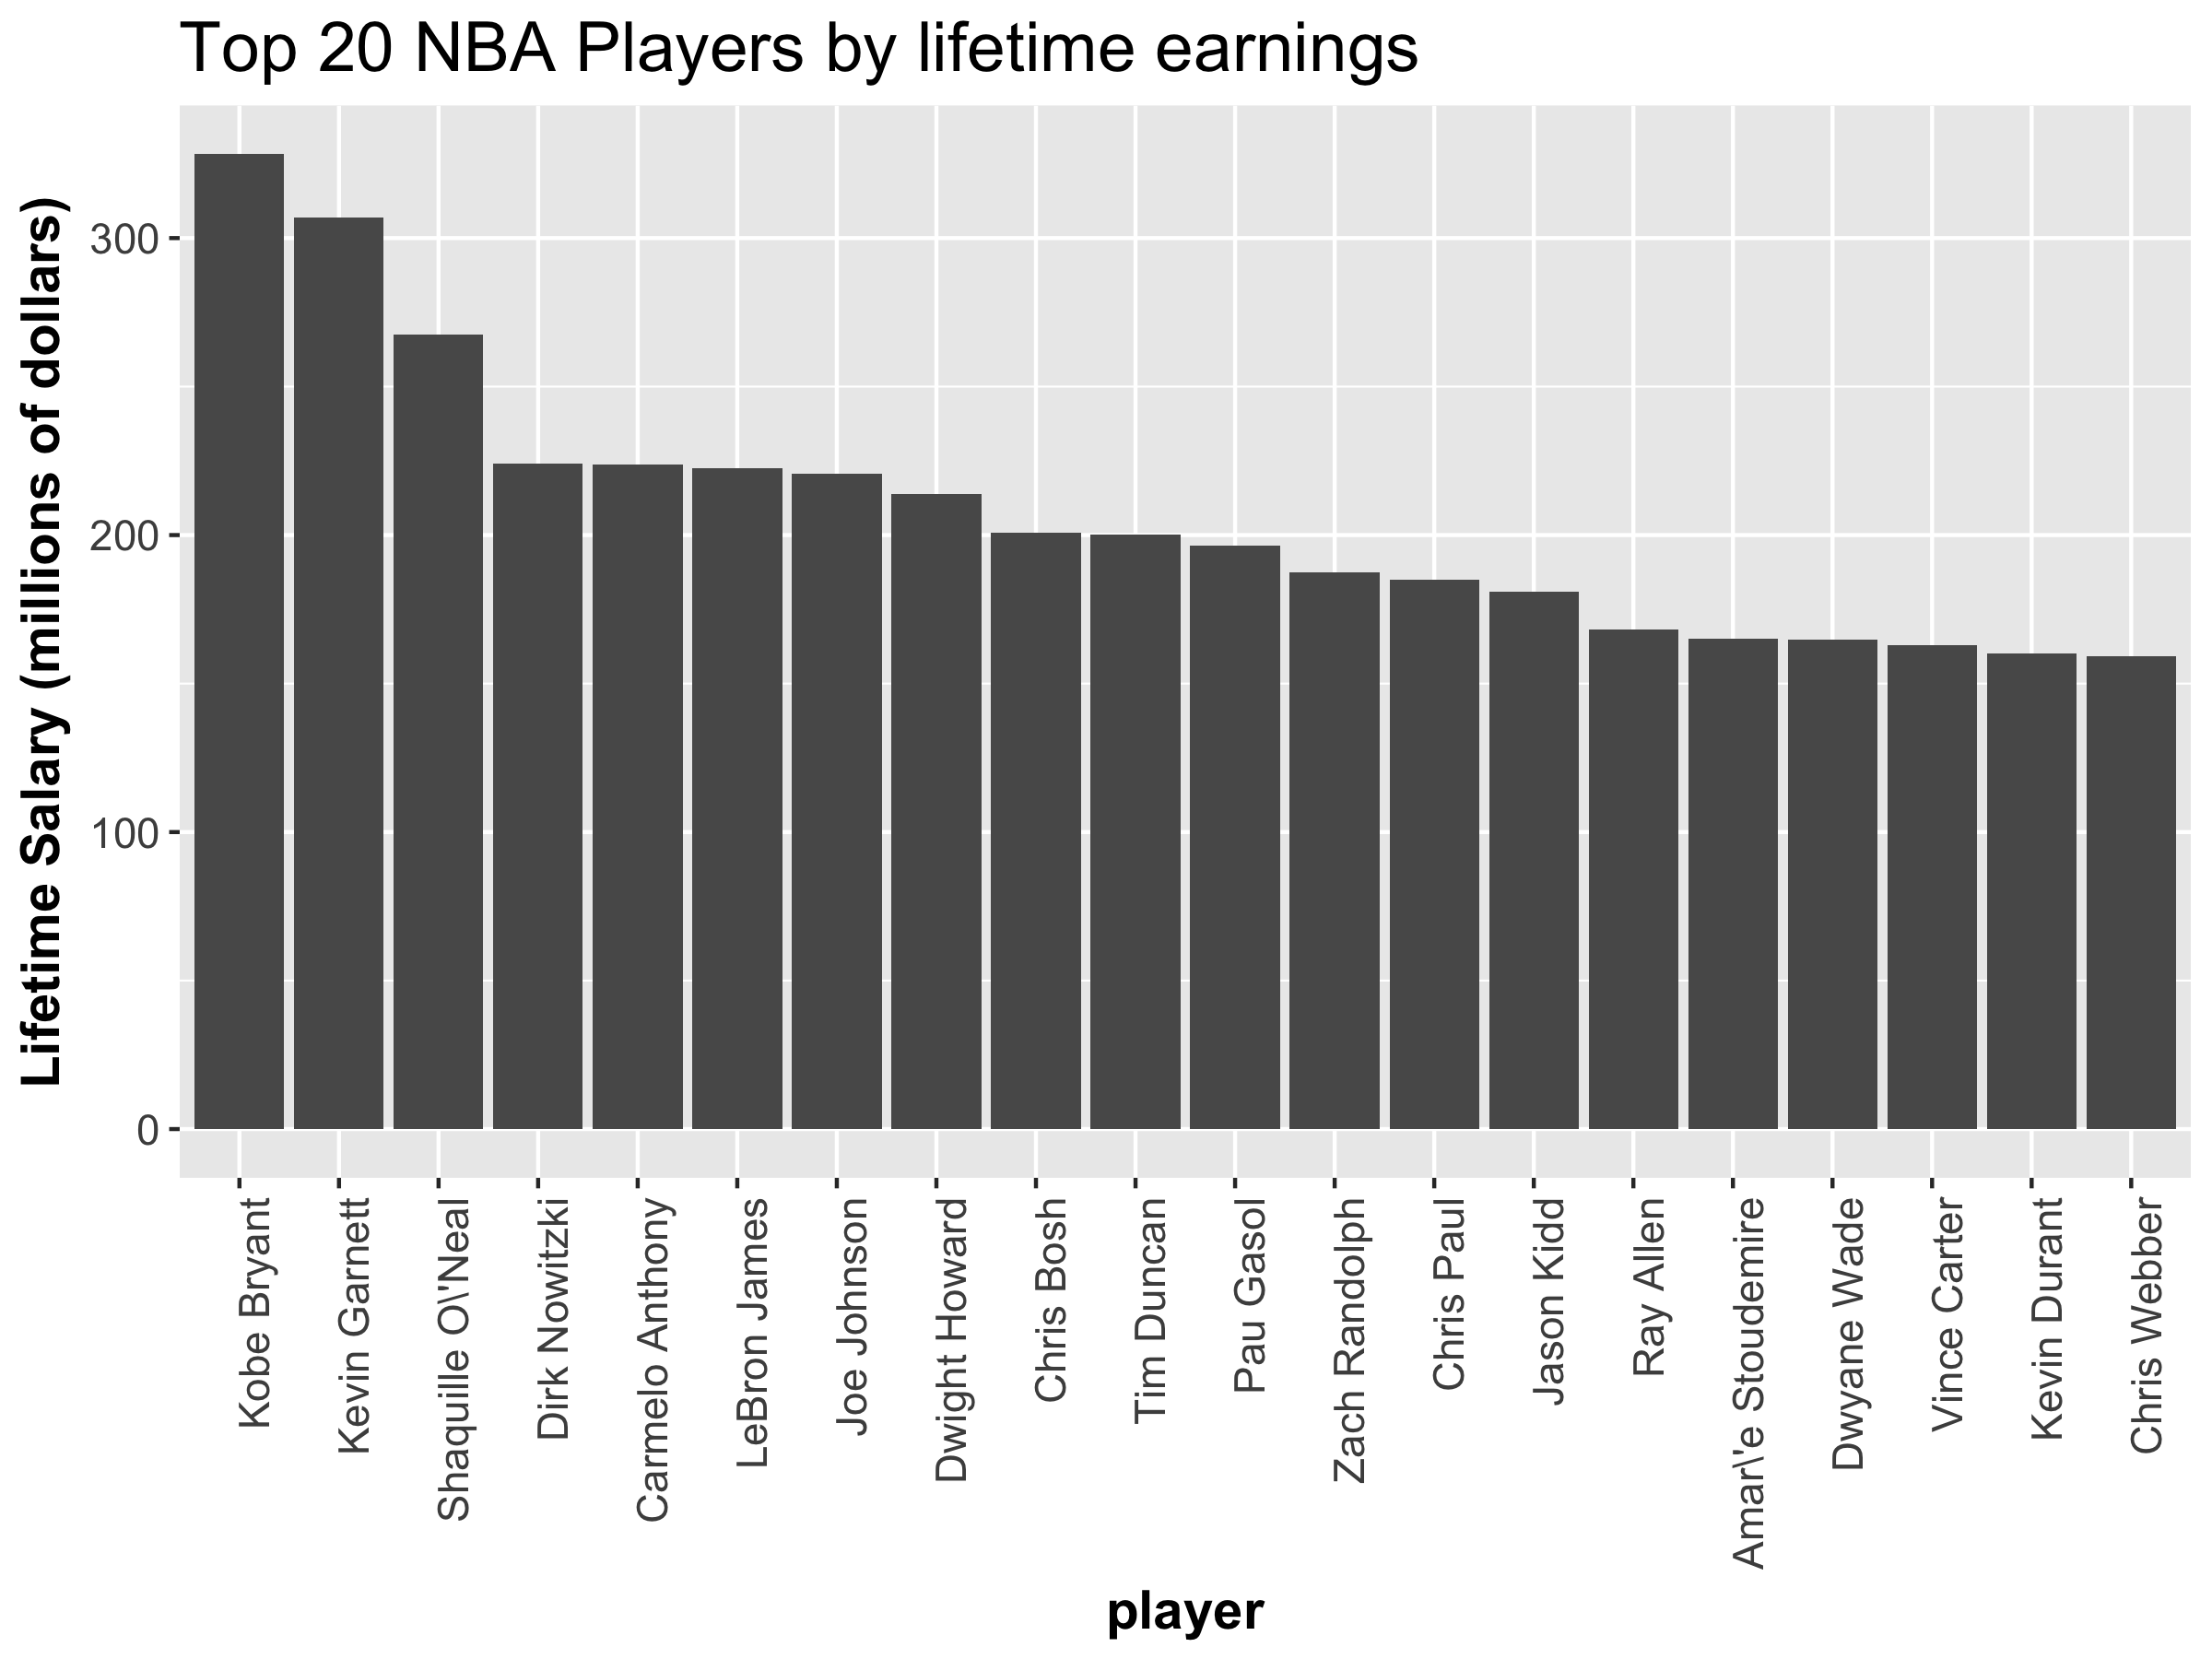 Top 20 NBA Players by lifetime earnings
Lifetime Salary (millions of dollars)
300
200
100
0
Kobe Bryant
Kevin Garnett
Shaquille O\'Neal
Dirk Nowitzki
Carmelo Anthony
LeBron James
Joe Johnson
Dwight Howard
Chris Bosh
Tim Duncan
Pau Gasol
Zach Randolph
Chris Paul
Jason Kidd
Ray Allen
Amar\'e Stoudemire
Dwyane Wade
Vince Carter
Kevin Durant
Chris Webber
player